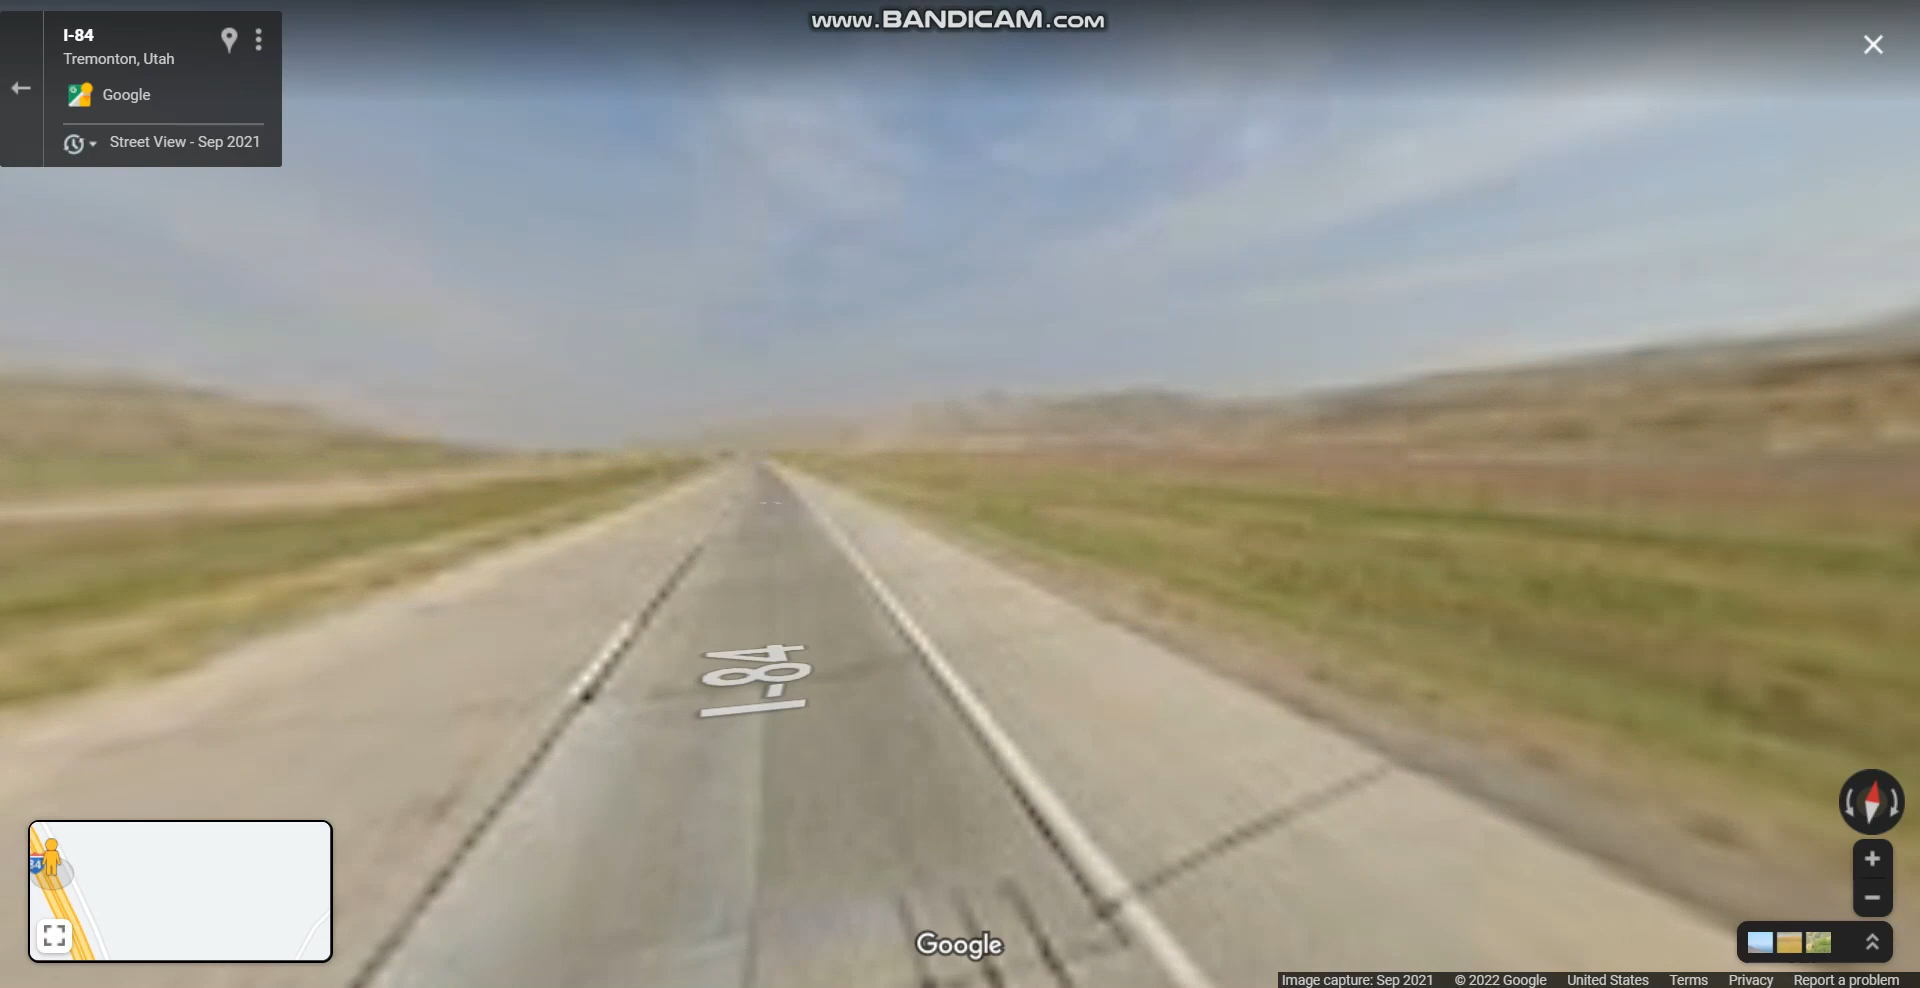 www.BANDICAM.com
I-84
Tremonton, Utah
Google
Street View - Sep 2021
I-84
84
Google
Image capture: Sep 2021 © 2022 Google United States Terms Privacy Report a problem